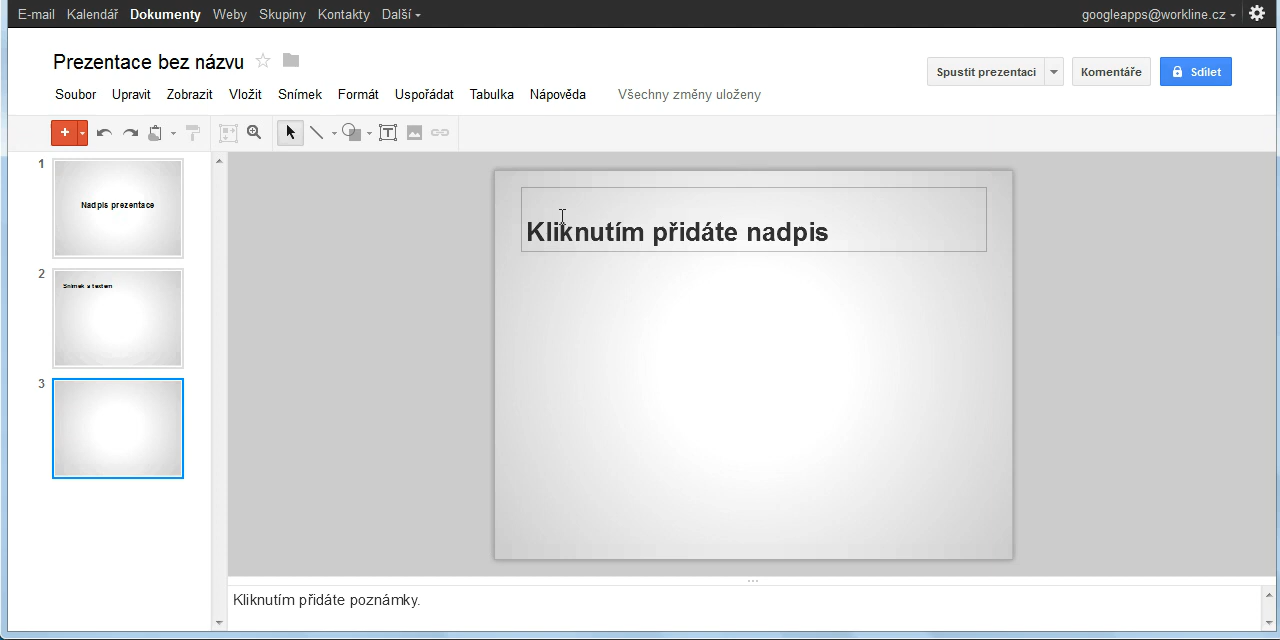 E-mail Kalendář Dokumenty Weby Skupiny Kontakty Další googleapps@workline.cz
Prezentace bez názvu
Spustit prezentaci Komentáře Sdílet
Soubor Upravit Zobrazit Vložit Snímek Formát Uspořádat Tabulka Nápověda Všechny změny uloženy
1
Nadpis prezentace
2
Snímek s textem
3
Kliknutím přidáte nadpis
Kliknutím přidáte poznámky.